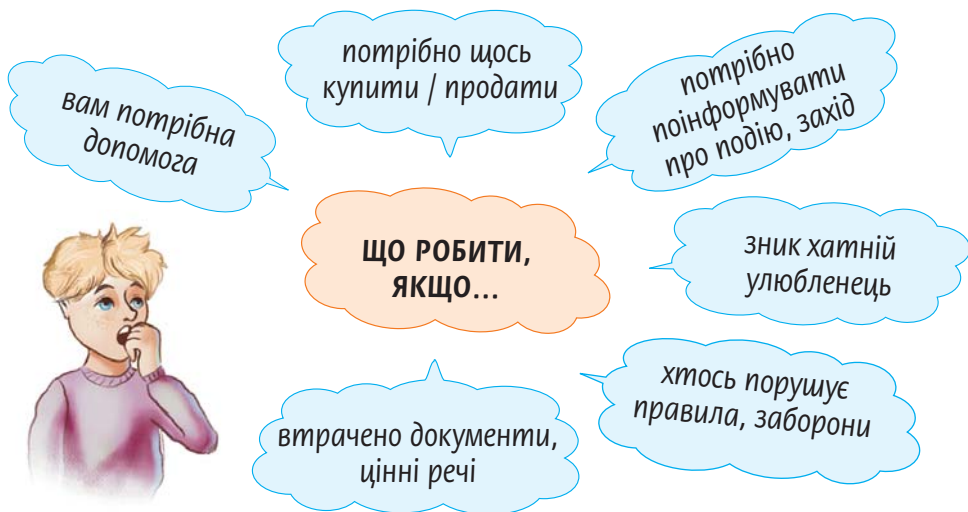 потрібно щось
купити / продати
вам потрібна
допомога
потрібно
поінформувати
про подію, захід
ЩО РОБИТИ,
ЯКЩО...
зник хатній
улюбленець
втрачено документи,
цінні речі
хтось порушує
правила, заборони